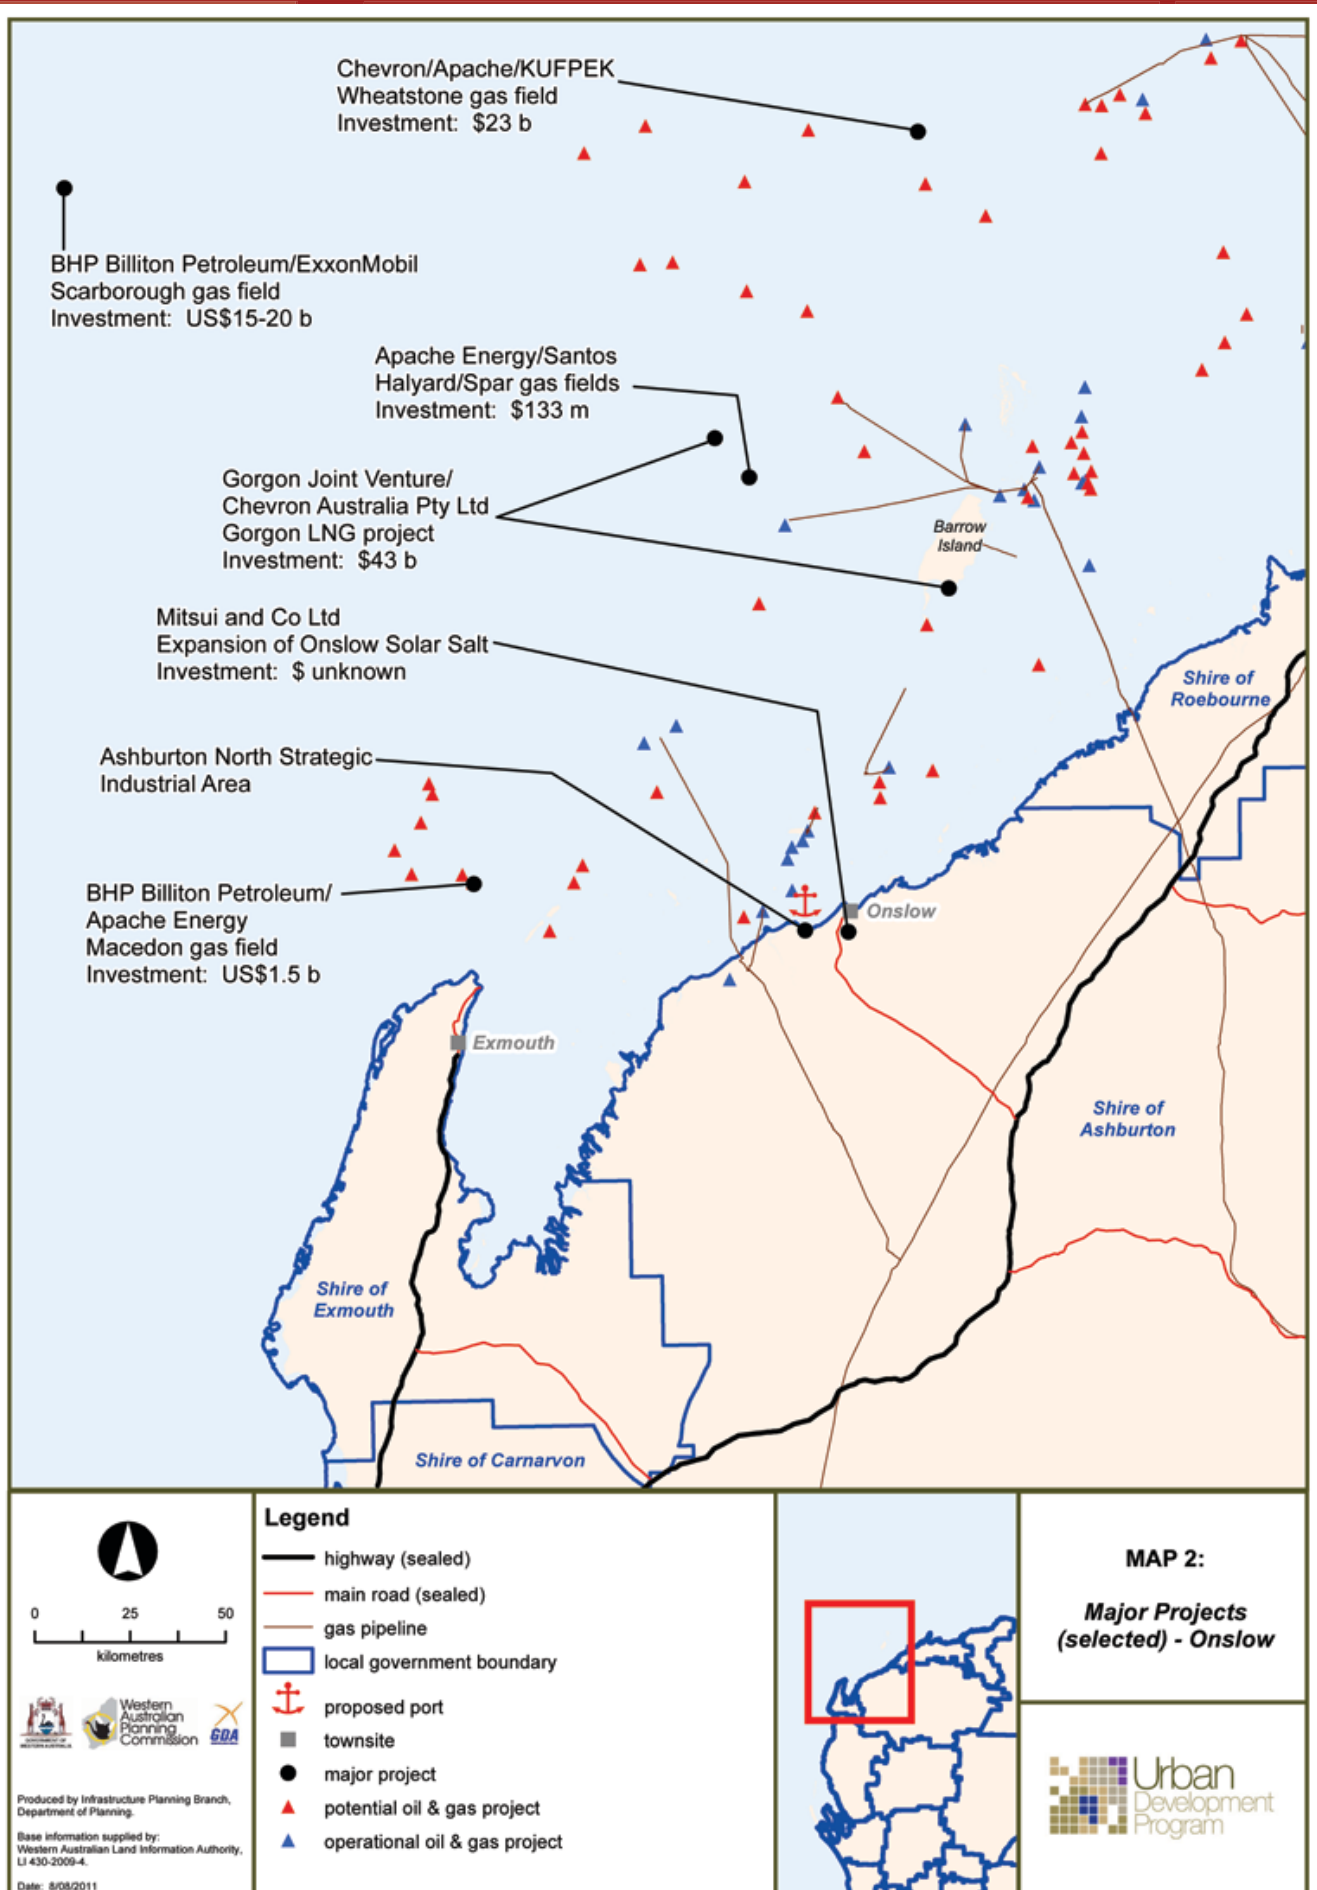 Chevron/Apache/KUFPEK
Wheatstone gas field
Investment: $23 b
BHP Billiton Petroleum/ExxonMobil
Scarborough gas field
Investment: US$15-20 b
Apache Energy/Santos
Halyard/Spar gas fields
Investment: $133 m
Gorgon Joint Venture/
Chevron Australia Pty Ltd
Gorgon LNG project
Investment: $43 b
Barrow
Island
Mitsui and Co Ltd
Expansion of Onslow Solar Salt
Investment: $ unknown
Shire of
Roebourne
Ashburton North Strategic
Industrial Area
BHP Billiton Petroleum/
Apache Energy
Macedon gas field
Investment: US$1.5 b
Onslow
Exmouth
Shire of
Ashburton
Shire of
Exmouth
Shire of Carnarvon
0 25 50
kilometres
GOVERNMENT OF
WESTERN AUSTRALIA
Western
Australian
Planning
Commission
GDA
Produced by Infrastructure Planning Branch,
Department of Planning.
Base information supplied by:
Western Australian Land Information Authority,
LI 430-2009-4.
Date: 8/08/2011
Legend
highway (sealed)
main road (sealed)
gas pipeline
local government boundary
proposed port
townsite
major project
potential oil & gas project
operational oil & gas project
MAP 2:
Major Projects
(selected) - Onslow
Urban
Development
Program